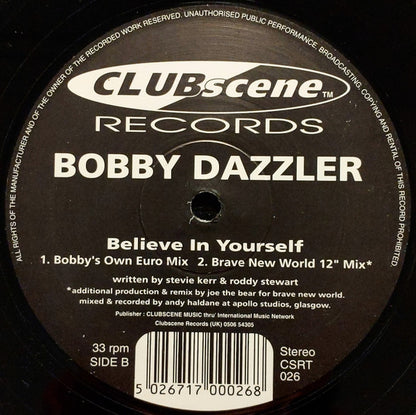 ALL RIGHTS OF THE MANUFACTURER AND OF THE OWNER OF THE RECORDED WORK RESERVED. UNAUTHORISED PUBLIC PERFORMANCE, BROADCASTING, COPYING AND RENTAL OF THIS RECORD PROHIBITED.
CLUBscene TM
RECORDS
BOBBY DAZZLER
Believe In Yourself
1. Bobby's Own Euro Mix 2. Brave New World 12" Mix*
written by stevie kerr & roddy stewart
*additional production & remix by joe the bear for brave new world.
mixed & recorded by andy haldane at apollo studios, glasgow.
Publisher : CLUBSCENE MUSIC thru' International Music Network
Clubscene Records (UK) 0506 54305
33 rpm
SIDE B
5 026717 000268
Stereo
CSRT
026